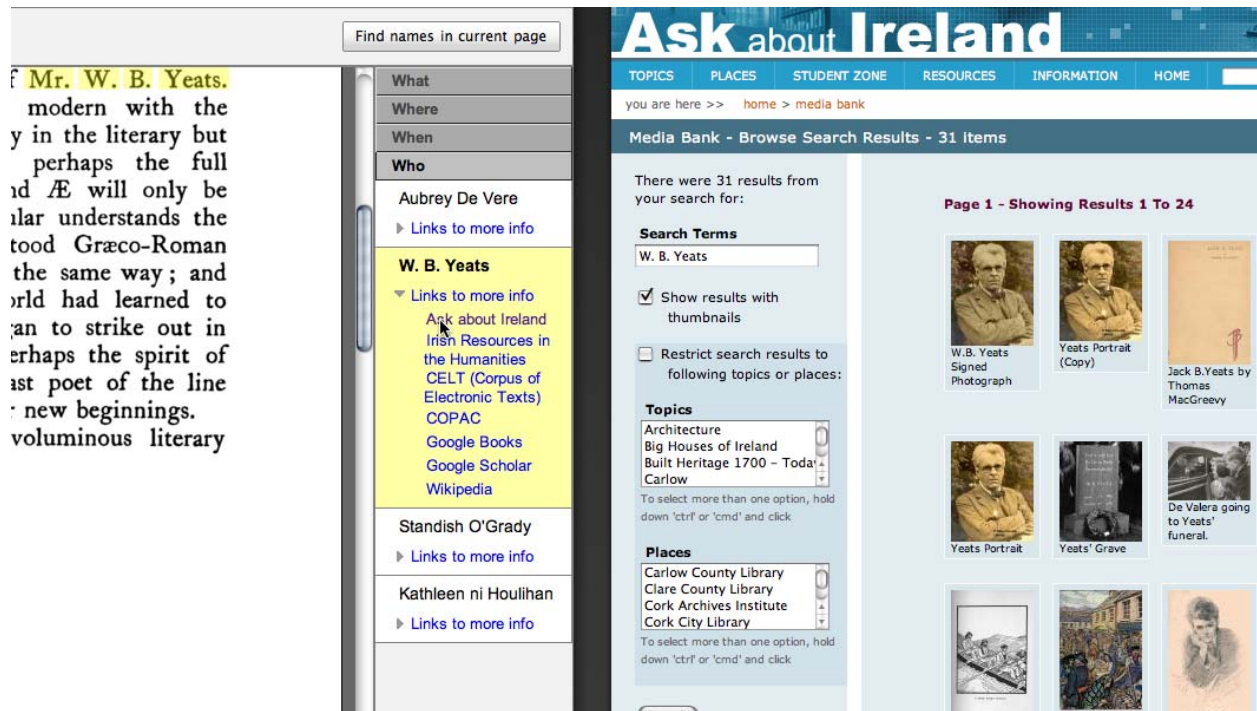 Find names in current page
f Mr. W. B. Yeats.
modern with the
y in the literary but
perhaps the full
nd Æ will only be
ılar understands the
tood Græco-Roman
the same way; and
orld had learned to
an to strike out in
erhaps the spirit of
ast poet of the line
new beginnings.
voluminous literary
What
Where
When
Who
Aubrey De Vere
Links to more info
W. B. Yeats
Links to more info
Ask about Ireland
Irish Resources in
the Humanities
CELT (Corpus of
Electronic Texts)
COPAC
Google Books
Google Scholar
Wikipedia
Standish O'Grady
Links to more info
Kathleen ni Houlihan
Links to more info
Ask about Ireland
TOPICS PLACES STUDENT ZONE RESOURCES INFORMATION HOME
you are here >> home > media bank
Media Bank - Browse Search Results - 31 items
There were 31 results from
your search for:
Search Terms
W. B. Yeats
Show results with
thumbnails
Restrict search results to
following topics or places:
Topics
Architecture
Big Houses of Ireland
Built Heritage 1700 - Today
Carlow
To select more than one option, hold
down 'ctrl' or 'cmd' and click
Places
Carlow County Library
Clare County Library
Cork Archives Institute
Cork City Library
To select more than one option, hold
down 'ctrl' or 'cmd' and click
Page 1 - Showing Results 1 To 24
W.B. Yeats
Signed
Photograph
Yeats Portrait
(Copy)
Jack B.Yeats by
Thomas
MacGreevy
Yeats Portrait
Yeats' Grave
De Valera going
to Yeats'
funeral.